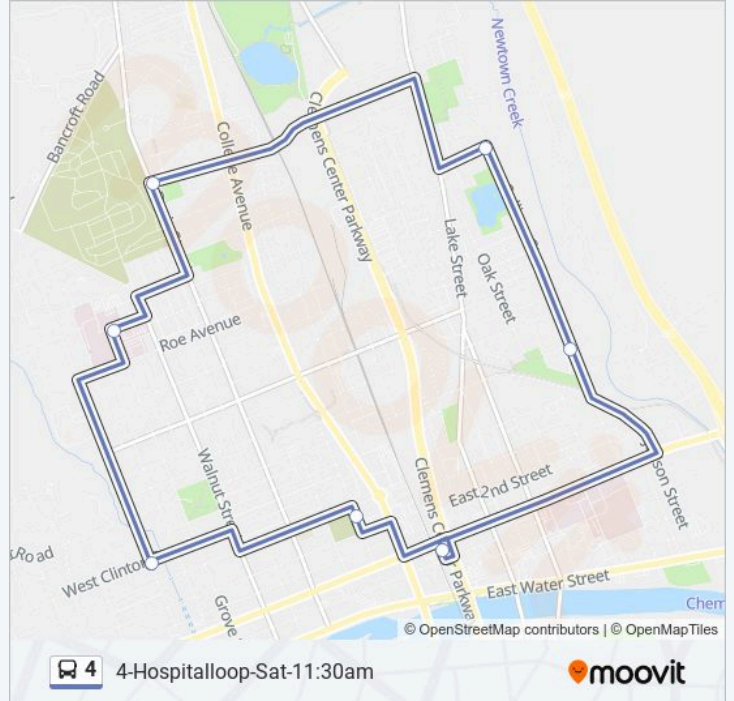 Newtown Creek
Bancroft Road
College Avenue
Clemens Center Parkway
Lake Street
Oak Street
Roe Avenue
Walnut Stre
Clemens C
r Parkway
East 2nd Street
son Street
Road
West Clinton
Grove
East Water Street
Chem
© OpenStreetMap contributors | © OpenMapTiles
4 4-Hospitalloop-Sat-11:30am moovit